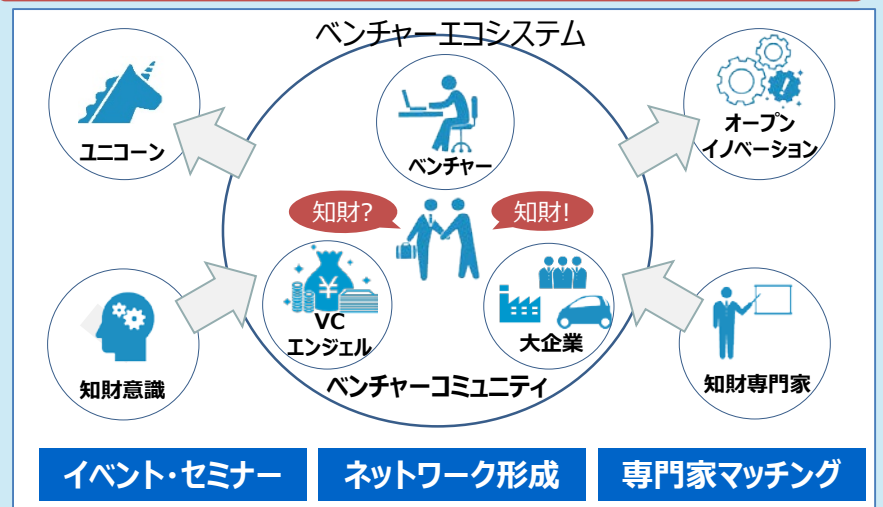 ベンチャーエコシステム
ユニコーン
ベンチャー
オープン
イノベーション
知財?
知財!
¥
VC
エンジェル
大企業
知財意識
ベンチャーコミュニティ
知財専門家
イベント・セミナー
ネットワーク形成
専門家マッチング